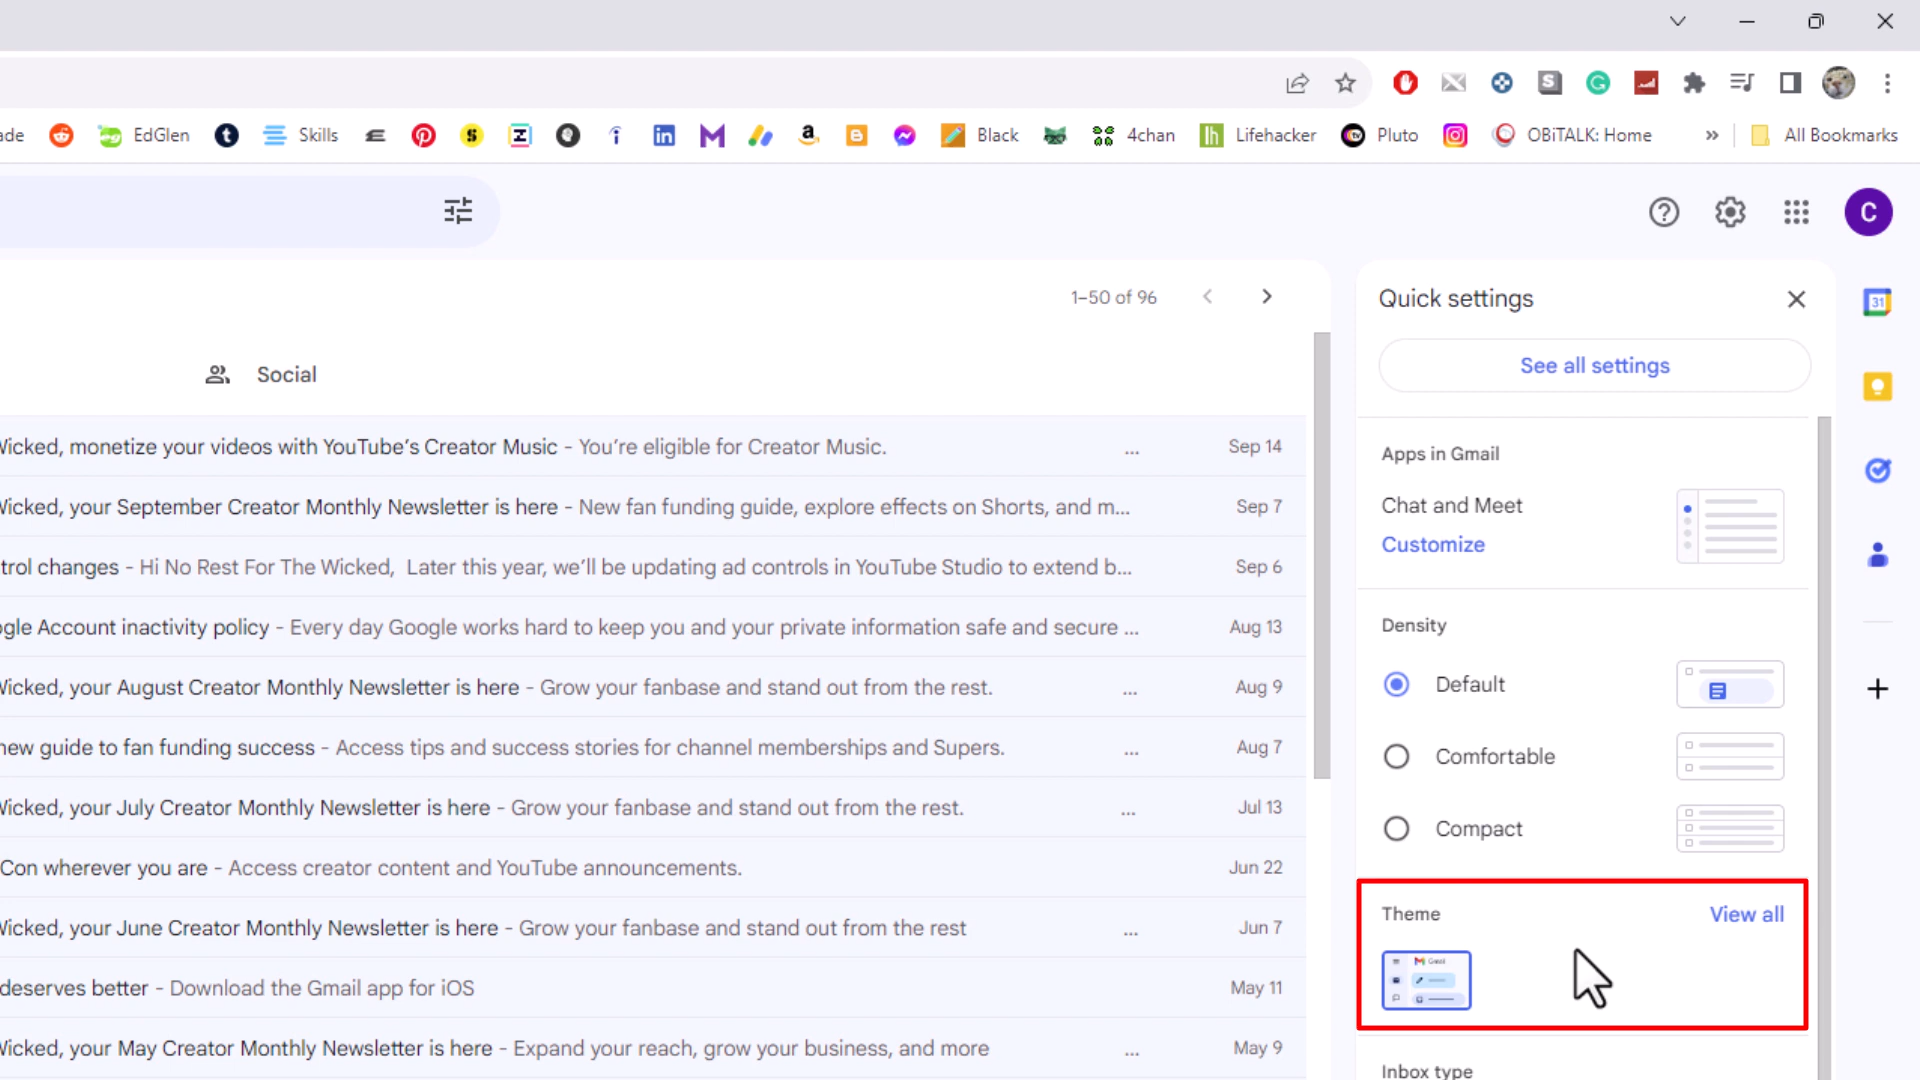 ade
EdGlen
Skills
Black
4chan
Lifehacker
Pluto
OBiTALK: Home
»
All Bookmarks
C
1–50 of 96
Quick settings
31
See all settings
Social
Wicked, monetize your videos with YouTube's Creator Music - You're eligible for Creator Music. ... Sep 14
Wicked, your September Creator Monthly Newsletter is here - New fan funding guide, explore effects on Shorts, and m... Sep 7
trol changes - Hi No Rest For The Wicked, Later this year, we'll be updating ad controls in YouTube Studio to extend b... Sep 6
ogle Account inactivity policy - Every day Google works hard to keep you and your private information safe and secure ... Aug 13
Wicked, your August Creator Monthly Newsletter is here - Grow your fanbase and stand out from the rest. ... Aug 9
new guide to fan funding success - Access tips and success stories for channel memberships and Supers. ... Aug 7
Wicked, your July Creator Monthly Newsletter is here - Grow your fanbase and stand out from the rest. ... Jul 13
Con wherever you are - Access creator content and YouTube announcements. Jun 22
Wicked, your June Creator Monthly Newsletter is here - Grow your fanbase and stand out from the rest ... Jun 7
deserves better - Download the Gmail app for iOS May 11
Wicked, your May Creator Monthly Newsletter is here - Expand your reach, grow your business, and more ... May 9
Apps in Gmail
Chat and Meet
Customize
Density
Default
Comfortable
Compact
Theme
View all
Gmail
Inbox type